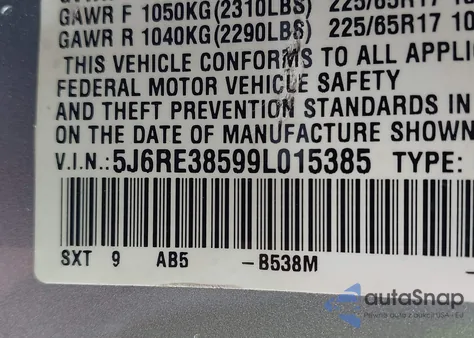 GAWR F 1050KG(2310LBS) 225/65R17
GAWR R 1040KG(2290LBS) 225/65R17
THIS VEHICLE CONFORMS TO ALL
FEDERAL MOTOR VEHICLE SAFETY
AND THEFT PREVENTION STANDARDS IN
ON THE DATE OF MANUFACTURE SHOWN
V.I.N.:5J6RE38599L015385 TYPE:
SXT 9 AB5 -B538M
autoSnap